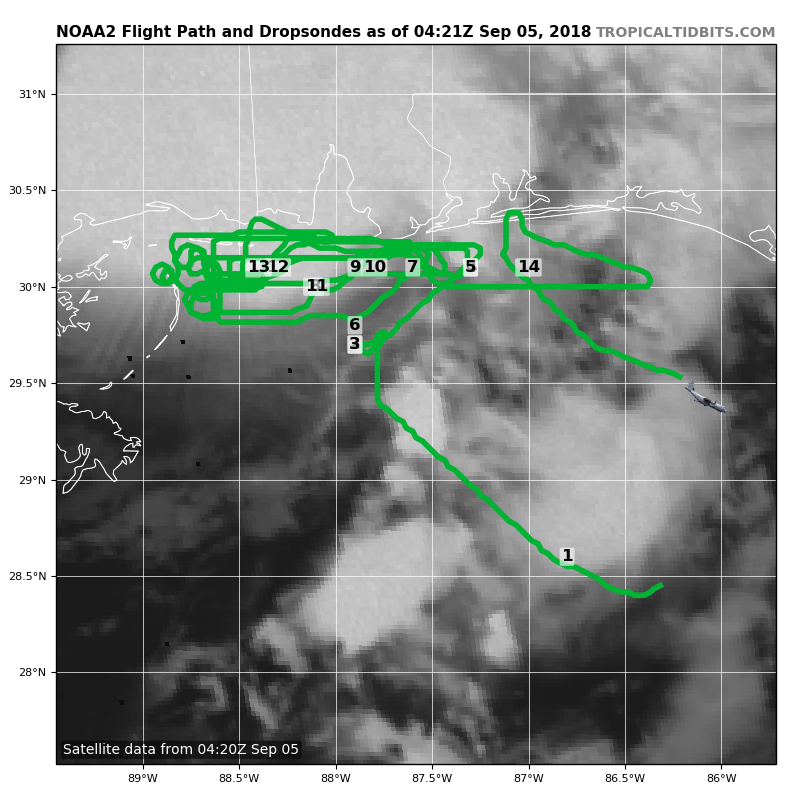 NOAA2 Flight Path and Dropsondes as of 04:21Z Sep 05, 2018 TROPICALTIDBITS.COM
31°N
30.5°N
13 12 9 10 7 5 14
30°N
11
6
3
29.5°N
29°N
1
28.5°N
28°N
Satellite data from 04:20Z Sep 05
89°W 88.5°W 88°W 87.5°W 87°W 86.5°W 86°W